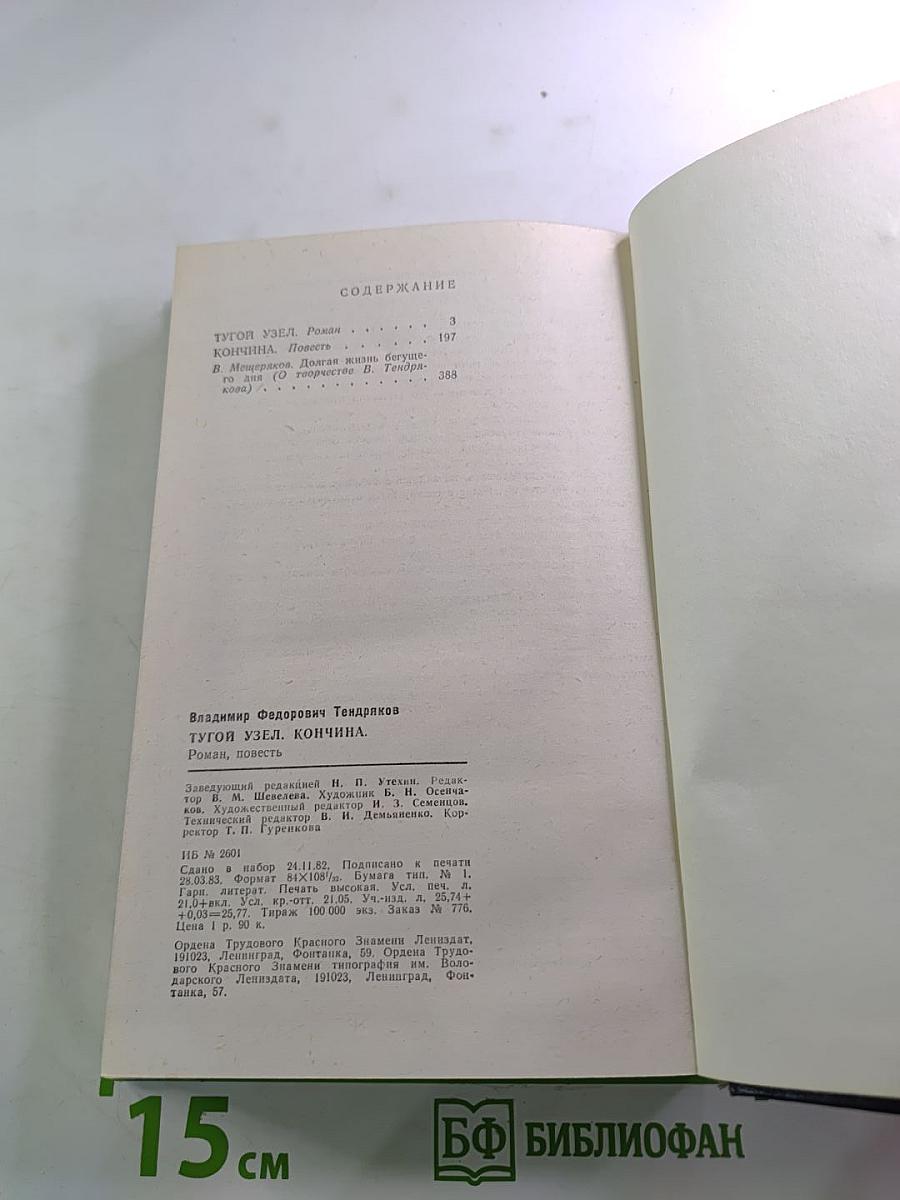 СОДЕРЖАНИЕ
ТУГОЙ УЗЕЛ. Роман . . . . . . 3
КОНЧИНА. Повесть . . . . . . 197
В. Мещеряков. Долгая жизнь бегуще-
го дня (О творчестве В. Тендря-
кова) . . . . . . . . . . . . 388
Владимир Федорович Тендряков
ТУГОЙ УЗЕЛ. КОНЧИНА.
Роман, повесть
Заведующий редакцией Н. П. Утехин. Редак-
тор В. М. Шевелева. Художник Б. Н. Осенча-
ков. Художественный редактор И. З. Семенцов.
Технический редактор В. И. Демьяненко. Кор-
ректор Т. П. Гуренкова
ИБ № 2601
Сдано в набор 24.11.82. Подписано к печати
28.03.83. Формат 84×108¹/₃₂. Бумага тип. № 1.
Гарн. литерат. Печать высокая. Усл. печ. л.
21,0+вкл. Усл. кр.-отт. 21,05. Уч.-изд. л. 25,74+
+0,03=25,77. Тираж 100 000 экз. Заказ № 776.
Цена 1 р. 90 к.
Ордена Трудового Красного Знамени Лениздат,
191023, Ленинград, Фонтанка, 59. Ордена Трудо-
вого Красного Знамени типография им. Воло-
дарского Лениздата, 191023, Ленинград, Фон-
танка, 57.
15 см
БФ БИБЛИОФАН